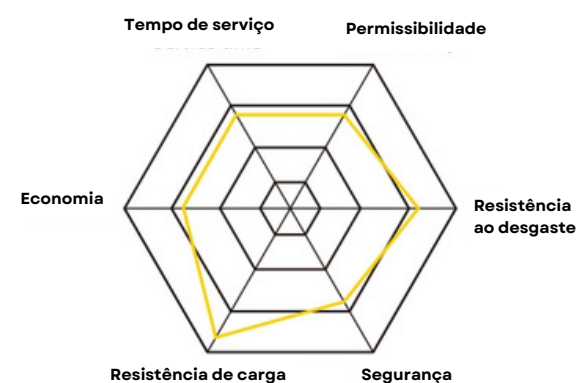 Tempo de serviço
Permissibilidade
Economia
Resistência
ao desgaste
Resistência de carga
Segurança